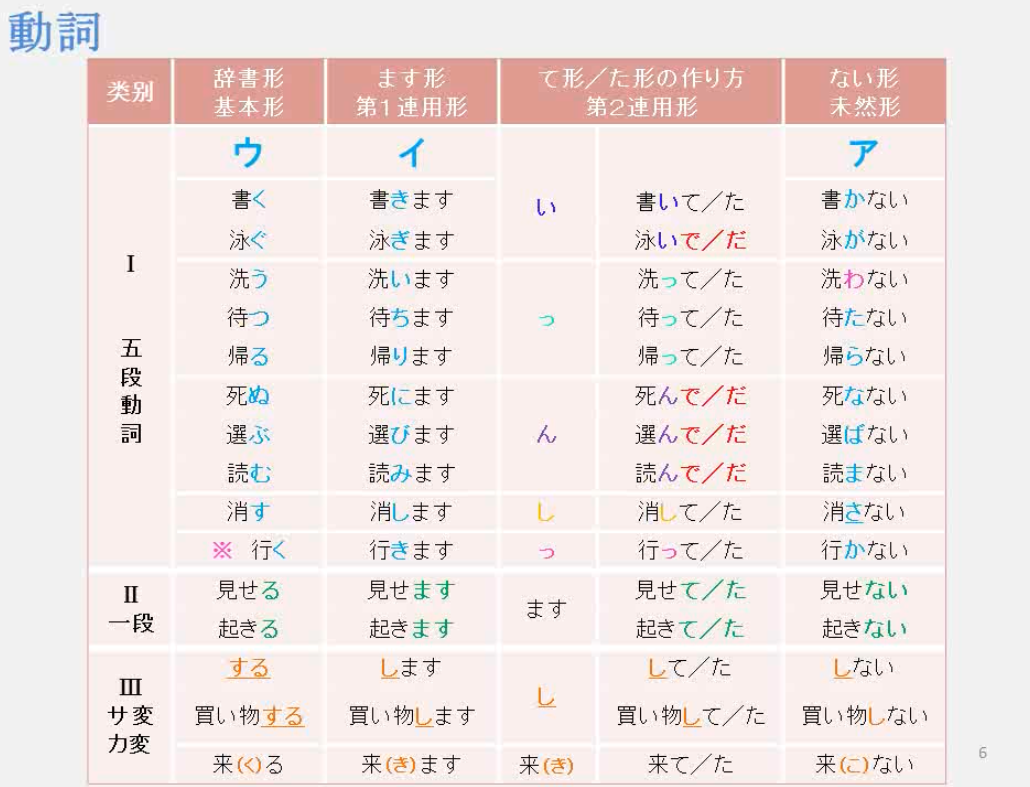 動詞
类别 辞書形 ます形 て形／た形の作り方 ない形
基本形 第1連用形 第2連用形 未然形
ウ イ ア
Ⅰ 五段動詞
書く 書きます い 書いて／た 書かない
泳ぐ 泳ぎます 泳いで／だ 泳がない
洗う 洗います 洗って／た 洗わない
待つ 待ちます っ 待って／た 待たない
帰る 帰ります 帰って／た 帰らない
死ぬ 死にます 死んで／だ 死なない
選ぶ 選びます ん 選んで／だ 選ばない
読む 読みます 読んで／だ 読まない
消す 消します し 消して／た 消さない
※ 行く 行きます っ 行って／た 行かない
Ⅱ 一段
見せる 見せます ます 見せて／た 見せない
起きる 起きます 起きて／た 起きない
Ⅲ サ変 カ変
する します し して／た しない
買い物する 買い物します 買い物して／た 買い物しない
来(く)る 来(き)ます 来(き) 来て／た 来(こ)ない
6